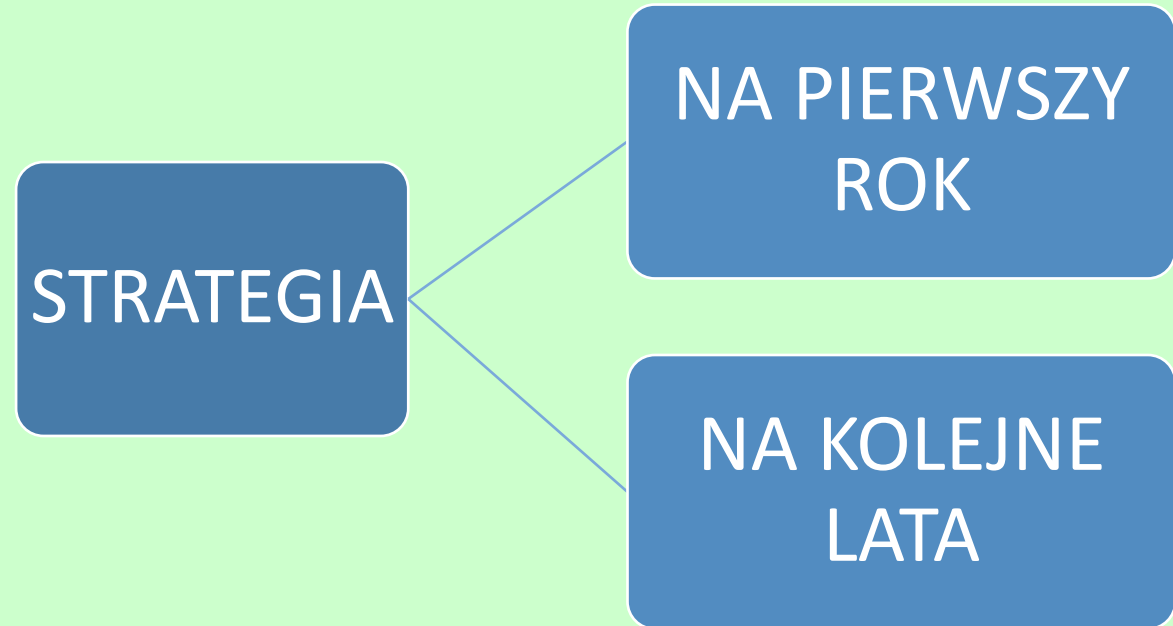 STRATEGIA
NA PIERWSZY
ROK
NA KOLEJNE
LATA